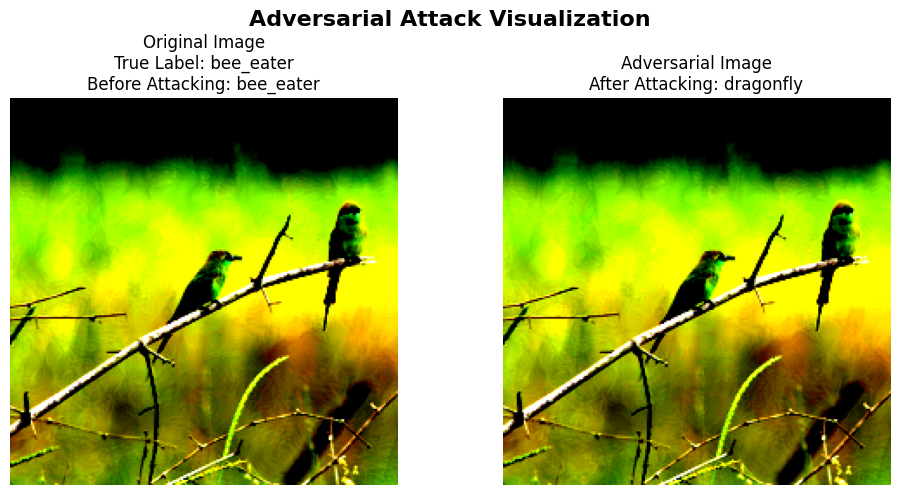 Adversarial Attack Visualization
Original Image
True Label: bee_eater
Before Attacking: bee_eater
Adversarial Image
After Attacking: dragonfly